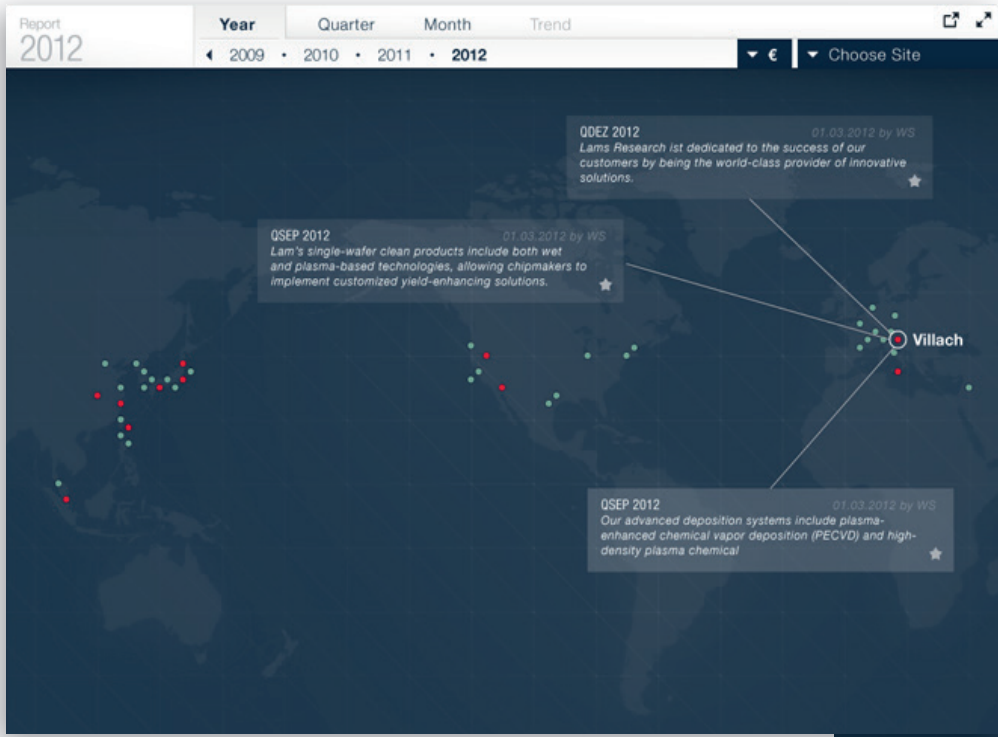 Report
2012
Year Quarter Month Trend
2009 • 2010 • 2011 • 2012
€ Choose Site
QDEZ 2012 01.03.2012 by WS
Lams Research ist dedicated to the success of our
customers by being the world-class provider of innovative
solutions.
QSEP 2012 01.03.2012 by WS
Lam's single-wafer clean products include both wet
and plasma-based technologies, allowing chipmakers to
implement customized yield-enhancing solutions.
Villach
QSEP 2012 01.03.2012 by WS
Our advanced deposition systems include plasma-
enhanced chemical vapor deposition (PECVD) and high-
density plasma chemical